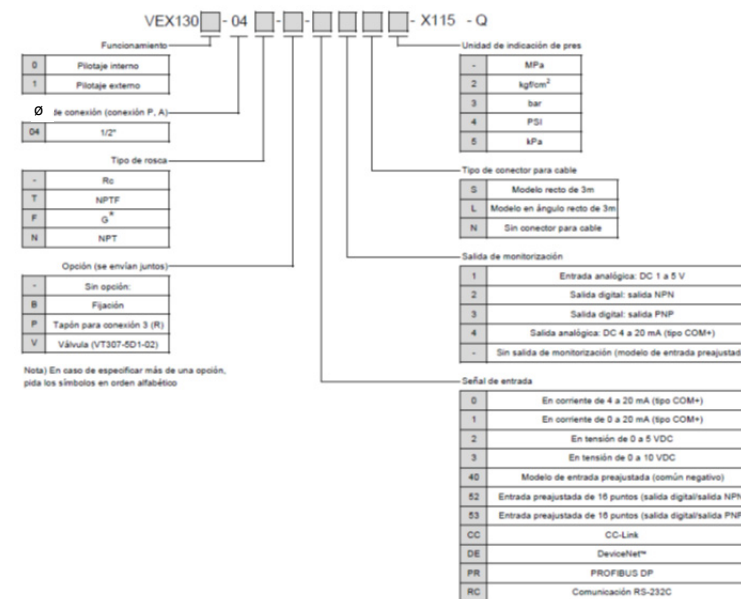 VEX130 - 04 - - - X115 - Q
Funcionamiento
0 Pilotaje interno
1 Pilotaje externo
Ø de conexión (conexión P, A)
04 1/2"
Tipo de rosca
- Rc
T NPTF
F G*
N NPT
Opción (se envían juntos)
- Sin opción:
B Fijación
P Tapón para conexión 3 (R)
V Válvula (VT307-5D1-02)
Nota) En caso de especificar más de una opción,
pida los símbolos en orden alfabético
Unidad de indicación de pres
- MPa
2 kgf/cm²
3 bar
4 PSI
5 kPa
Tipo de conector para cable
S Modelo recto de 3m
L Modelo en ángulo recto de 3m
N Sin conector para cable
Salida de monitorización
1 Entrada analógica: DC 1 a 5 V
2 Salida digital: salida NPN
3 Salida digital: salida PNP
4 Salida analógica: DC 4 a 20 mA (tipo COM+)
- Sin salida de monitorización (modelo de entrada preajustad
Señal de entrada
0 En corriente de 4 a 20 mA (tipo COM+)
1 En corriente de 0 a 20 mA (tipo COM+)
2 En tensión de 0 a 5 VDC
3 En tensión de 0 a 10 VDC
40 Modelo de entrada preajustada (común negativo)
52 Entrada preajustada de 16 puntos (salida digital/salida NPN
53 Entrada preajustada de 16 puntos (salida digital/salida PNP
CC CC-Link
DE DeviceNet™
PR PROFIBUS DP
RC Comunicación RS-232C